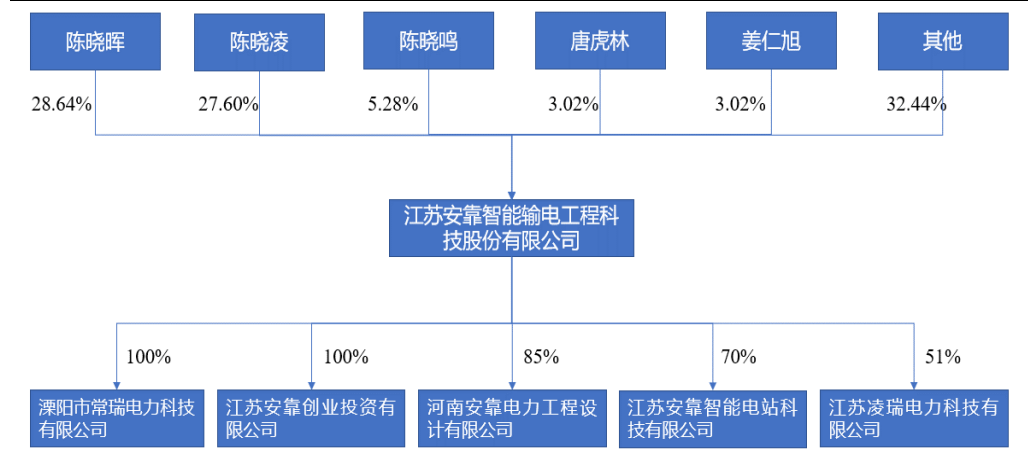 陈晓晖
陈晓凌
陈晓鸣
唐虎林
姜仁旭
其他
28.64%
27.60%
5.28%
3.02%
3.02%
32.44%
江苏安靠智能输电工程科
技股份有限公司
100%
100%
85%
70%
51%
溧阳市常瑞电力科技
有限公司
江苏安靠创业投资有
限公司
河南安靠电力工程设
计有限公司
江苏安靠智能电站科
技有限公司
江苏凌瑞电力科技有
限公司